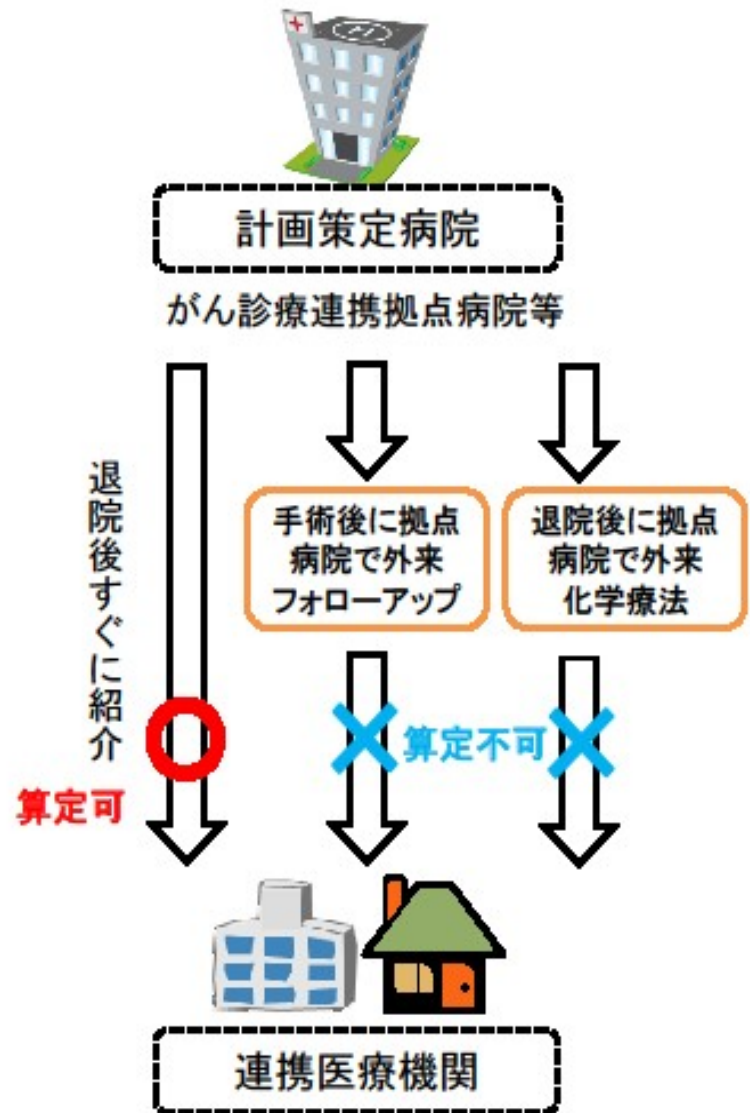 計画策定病院
がん診療連携拠点病院等
退院後すぐに紹介
手術後に拠点
病院で外来
フォローアップ
退院後に拠点
病院で外来
化学療法
算定可
算定不可
連携医療機関